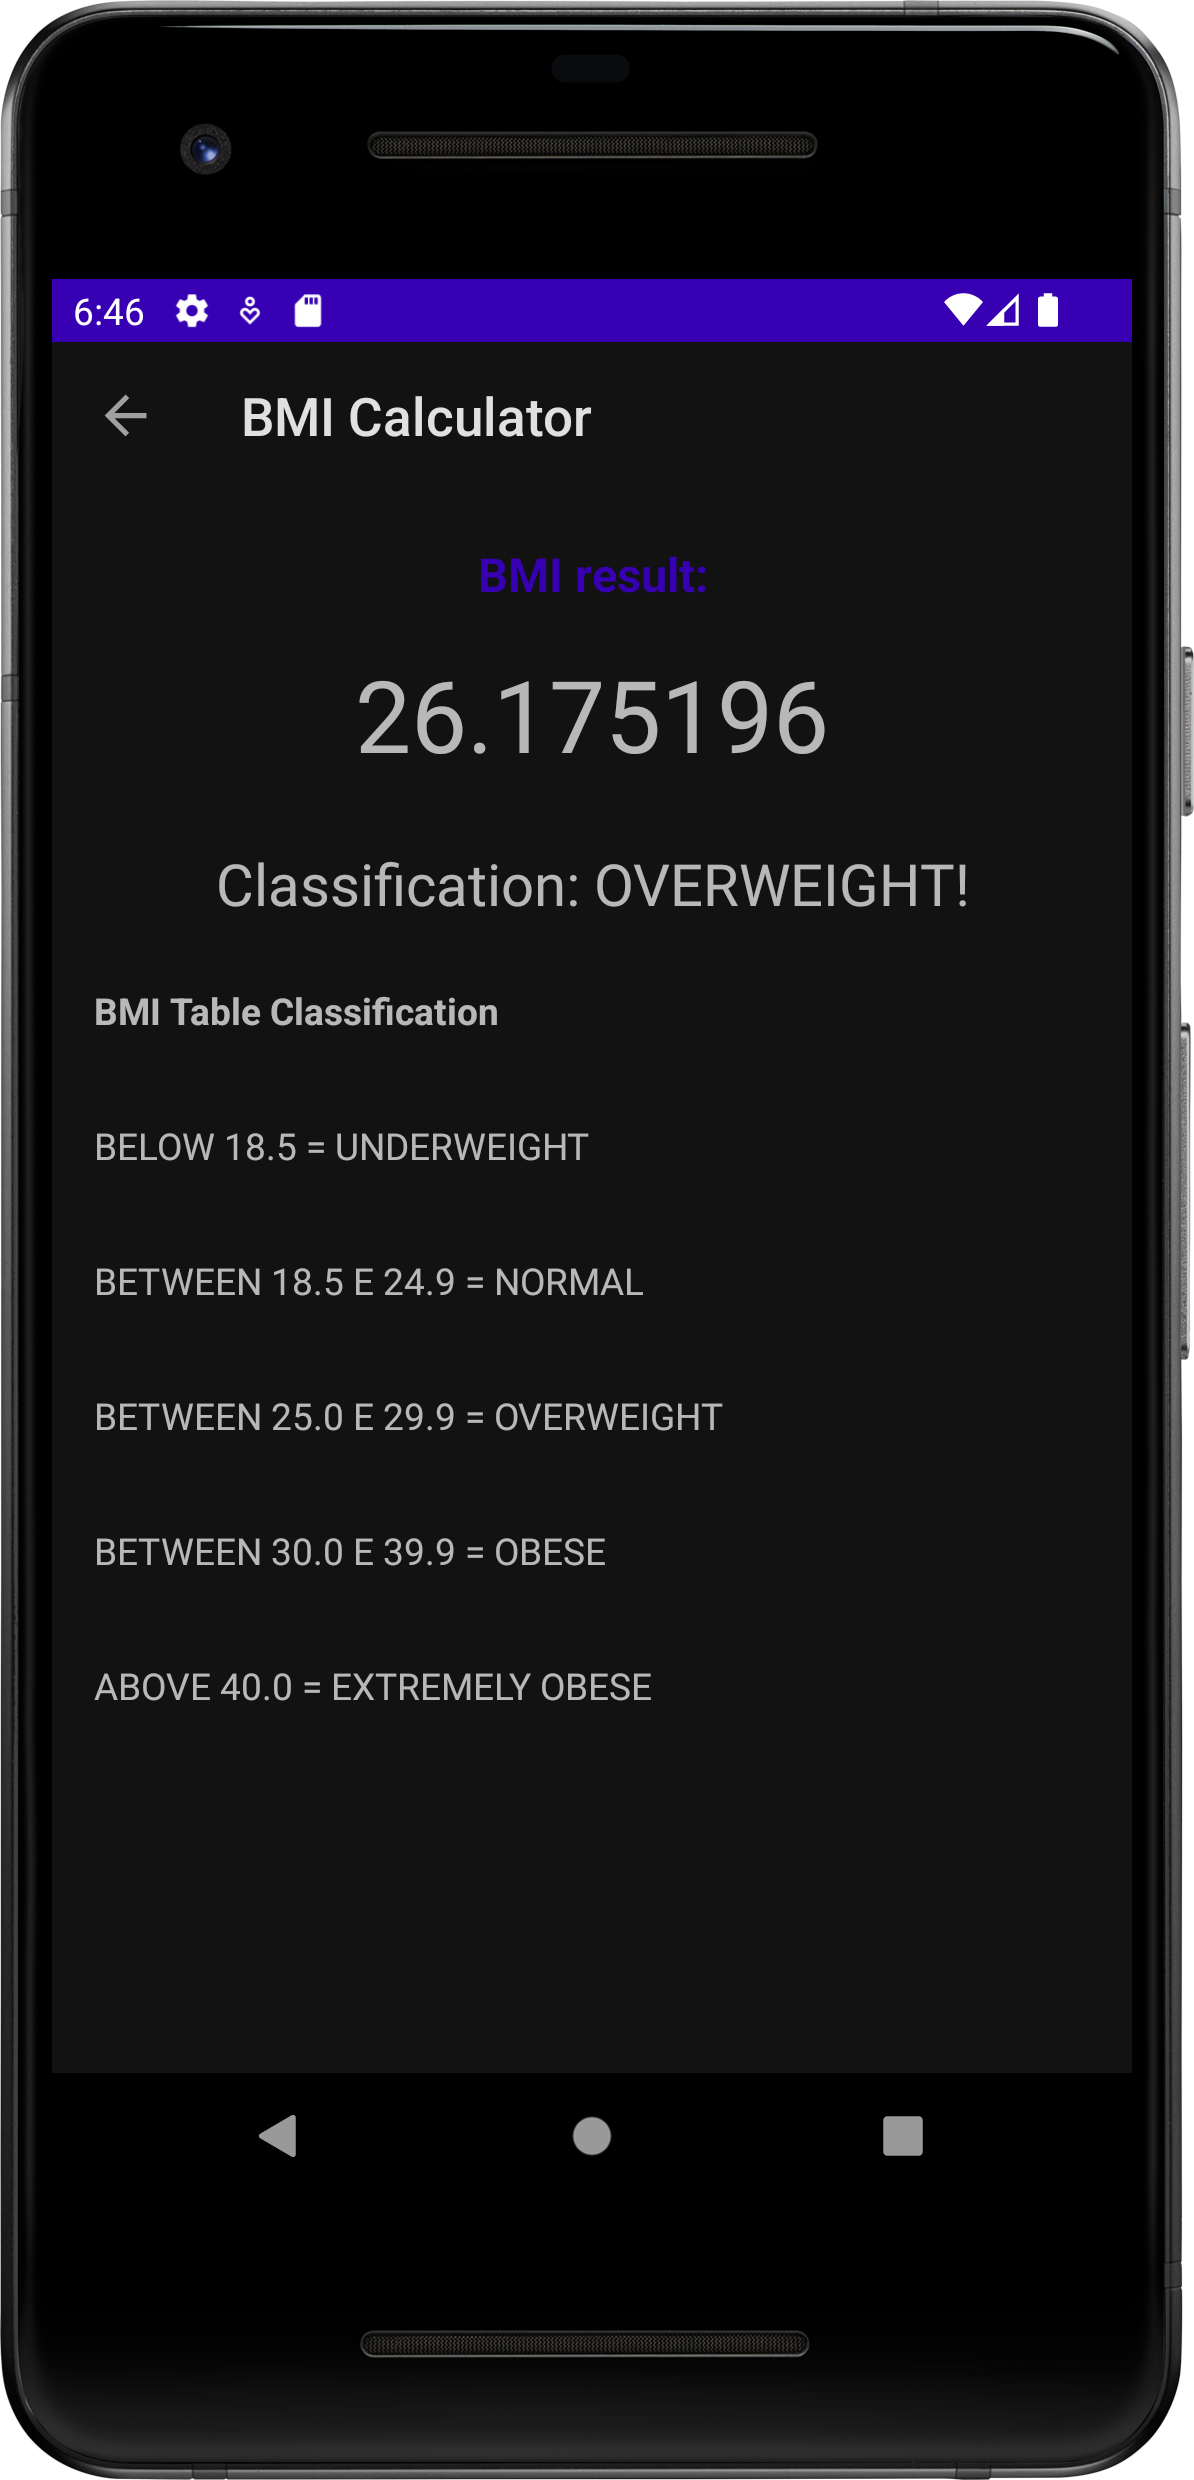 6:46
BMI Calculator
BMI result:
26.175196
Classification: OVERWEIGHT!
BMI Table Classification
BELOW 18.5 = UNDERWEIGHT
BETWEEN 18.5 E 24.9 = NORMAL
BETWEEN 25.0 E 29.9 = OVERWEIGHT
BETWEEN 30.0 E 39.9 = OBESE
ABOVE 40.0 = EXTREMELY OBESE